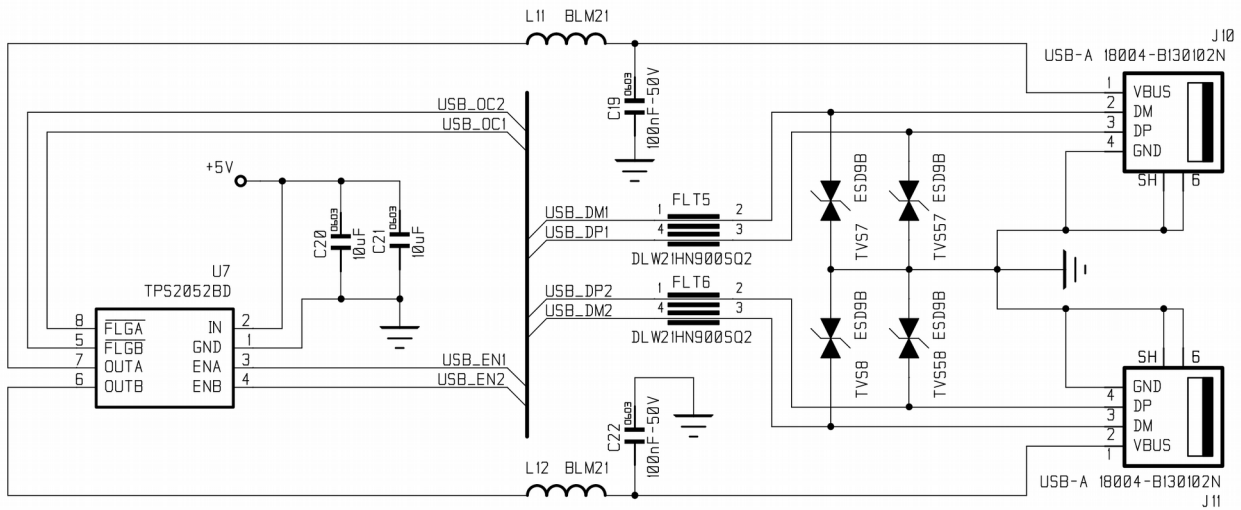 L11 BLM21
J10
USB-A 18004-B130102N
C19
0603
100nF-50V
1 VBUS
2 DM
3 DP
4 GND
SH 6
USB_OC2
USB_OC1
+5V
C20
0603
10uF
C21
0603
10uF
USB_DM1
USB_DP1
1 FLT5 2
4 3
DLW21HN900SQ2
USB_DP2
USB_DM2
1 FLT6 2
4 3
DLW21HN900SQ2
TVS7
ESD9B
TVS57
ESD9B
TVS8
ESD9B
TVS58
ESD9B
U7
TPS2052BD
8 FLGA IN 2
5 FLGB GND 1
7 OUTA ENA 3
6 OUTB ENB 4
USB_EN1
USB_EN2
C22
0603
100nF-50V
L12 BLM21
SH 6
GND
4 DP
3 DM
2 VBUS
1
USB-A 18004-B130102N
J11